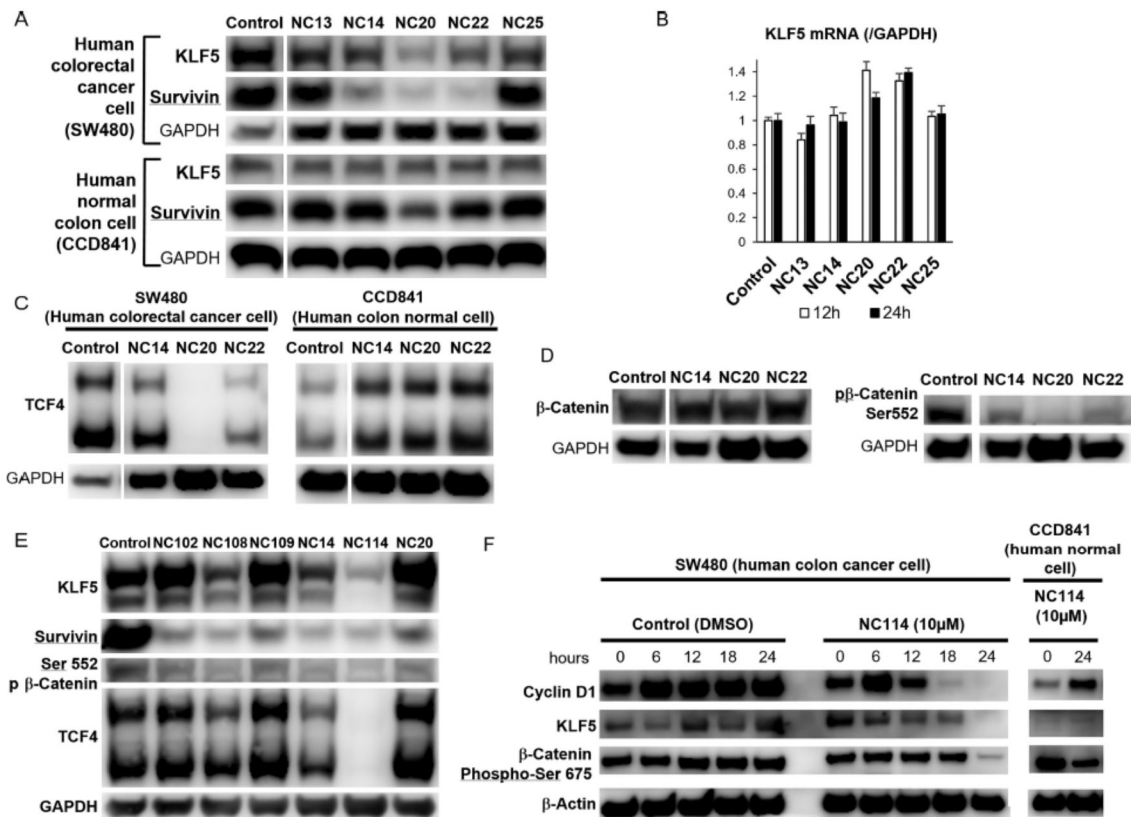 A
Control NC13 NC14 NC20 NC22 NC25
Human
colorectal
cancer
cell
(SW480)
KLF5
Survivin
GAPDH
Human
normal
colon cell
(CCD841)
KLF5
Survivin
GAPDH
B
KLF5 mRNA (/GAPDH)
1.4
1.2
1
0.8
0.6
0.4
0.2
0
Control NC13 NC14 NC20 NC22 NC25
12h 24h
C
SW480
(Human colorectal cancer cell)
CCD841
(Human colon normal cell)
Control NC14 NC20 NC22 Control NC14 NC20 NC22
TCF4
GAPDH
D
Control NC14 NC20 NC22
β-Catenin
GAPDH
Control NC14 NC20 NC22
pβ-Catenin
Ser552
GAPDH
E
Control NC102 NC108 NC109 NC14 NC114 NC20
KLF5
Survivin
Ser 552
p β-Catenin
TCF4
GAPDH
F
SW480 (human colon cancer cell)
CCD841
(human normal
cell)
Control (DMSO) NC114 (10µM)
NC114
(10µM)
hours 0 6 12 18 24 0 6 12 18 24 0 24
Cyclin D1
KLF5
β-Catenin
Phospho-Ser 675
β-Actin